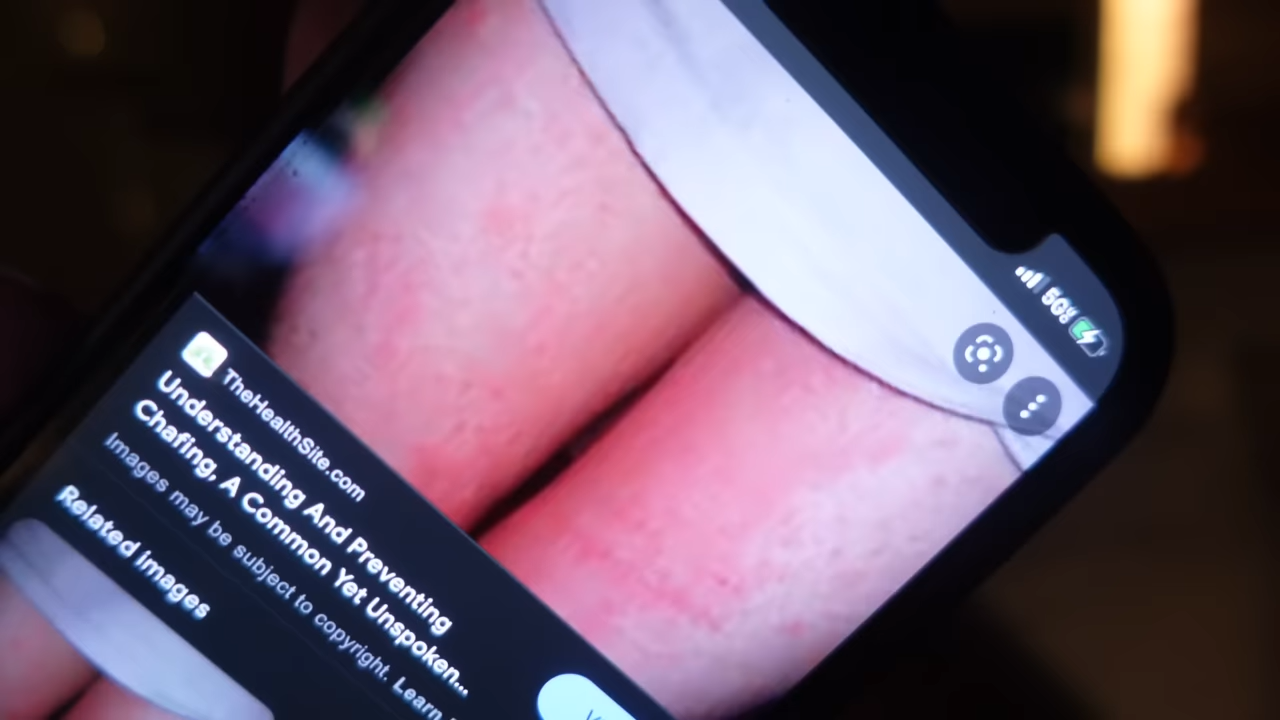 5G
TheHealthSite.com
Understanding And Preventing
Chafing, A Common Yet Unspoken...
Images may be subject to copyright. Learn
Related images